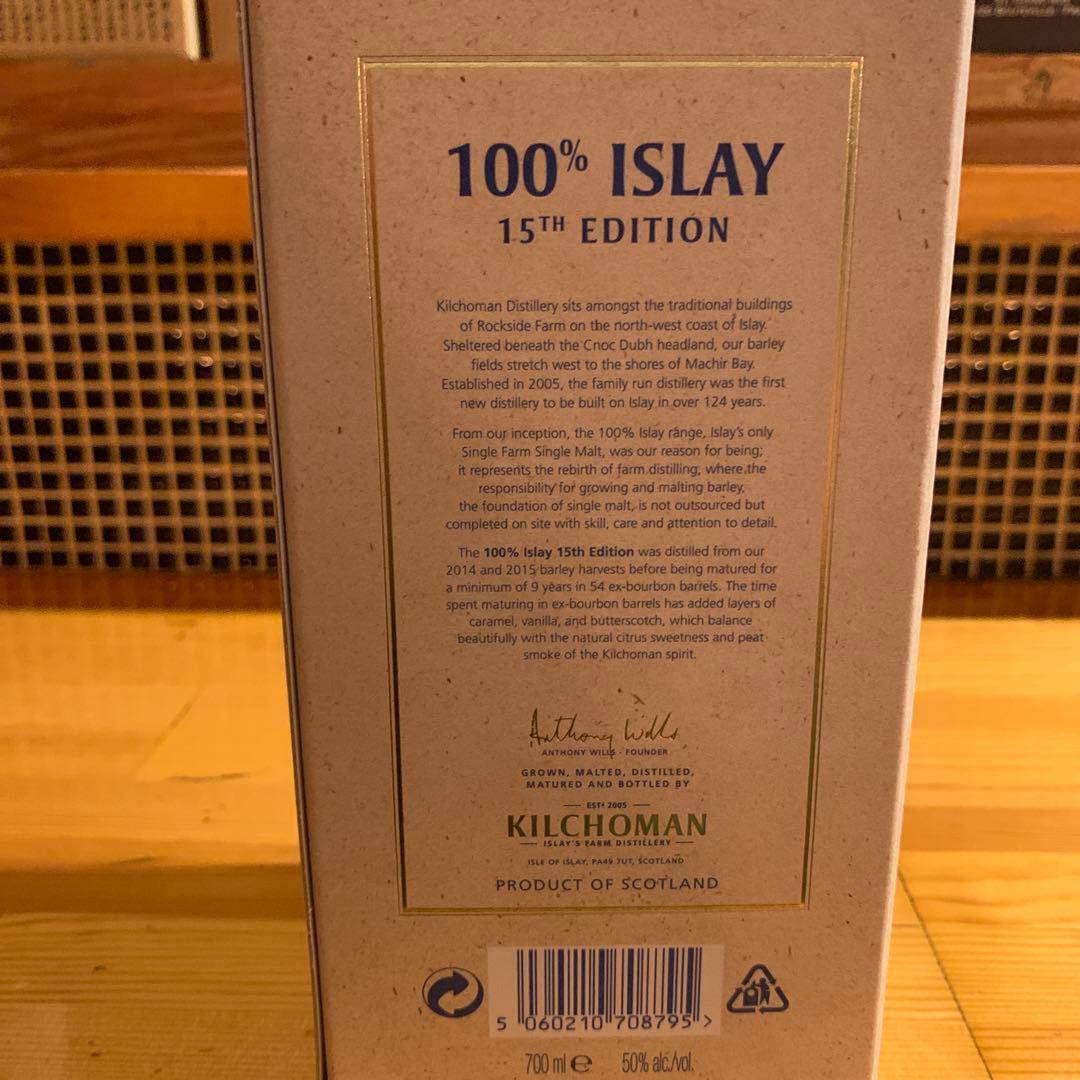 100% ISLAY
15TH EDITION
Kilchoman Distillery sits amongst the traditional buildings
of Rockside Farm on the north-west coast of Islay.
Sheltered beneath the Cnoc Dubh headland, our barley
fields stretch west to the shores of Machir Bay.
Established in 2005, the family run distillery was the first
new distillery to be built on Islay in over 124 years.
From our inception, the 100% Islay range, Islay's only
Single Farm Single Malt, was our reason for being;
it represents the rebirth of farm distilling, where the
responsibility for growing and malting barley,
the foundation of single malt, is not outsourced but
completed on site with skill, care and attention to detail.
The 100% Islay 15th Edition was distilled from our
2014 and 2015 barley harvests before being matured for
a minimum of 9 years in 54 ex-bourbon barrels. The time
spent maturing in ex-bourbon barrels has added layers of
caramel, vanilla, and butterscotch, which balance
beautifully with the natural citrus sweetness and peat
smoke of the Kilchoman spirit.
Anthony Wills
ANTHONY WILLS - FOUNDER
GROWN, MALTED, DISTILLED,
MATURED AND BOTTLED BY
ESTD 2005
KILCHOMAN
ISLAY'S FARM DISTILLERY
ISLE OF ISLAY, PA49 7UT, SCOTLAND
PRODUCT OF SCOTLAND
5 060210 708795 >
700 ml e 50% alc./vol.